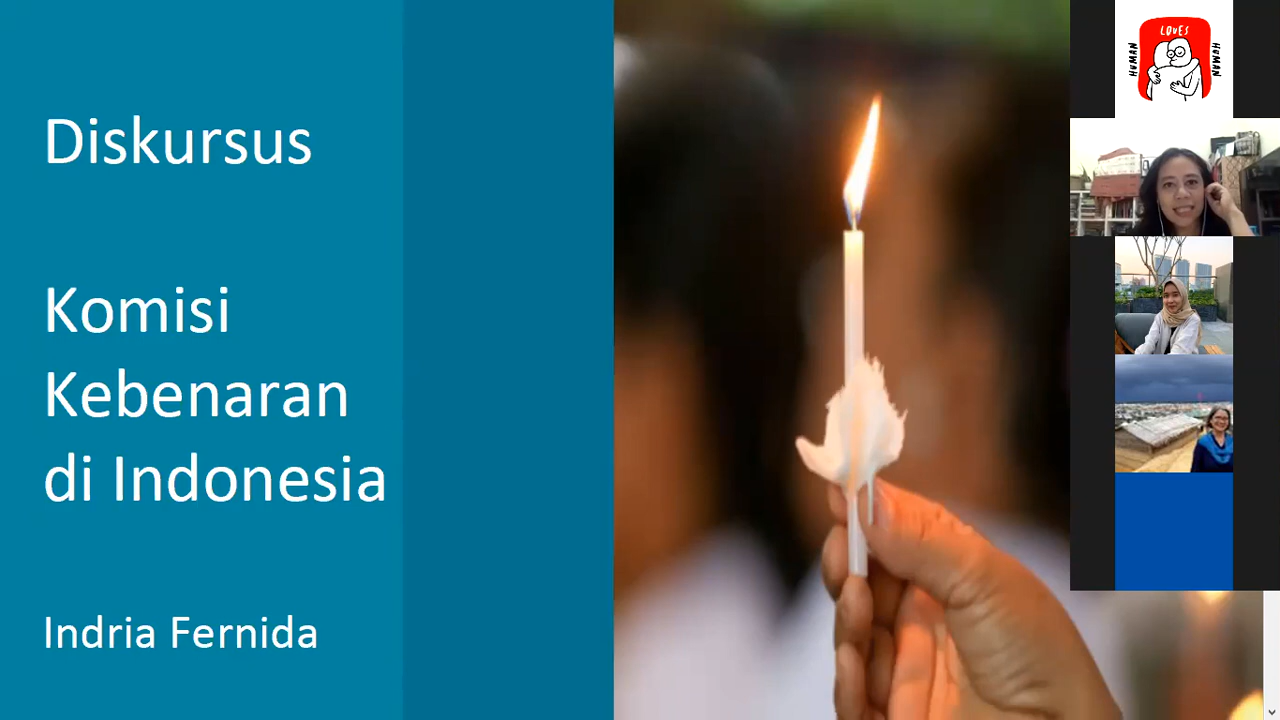 Diskursus
Komisi
Kebenaran
di Indonesia
Indria Fernida
LOVES
HUMAN
HUMAN